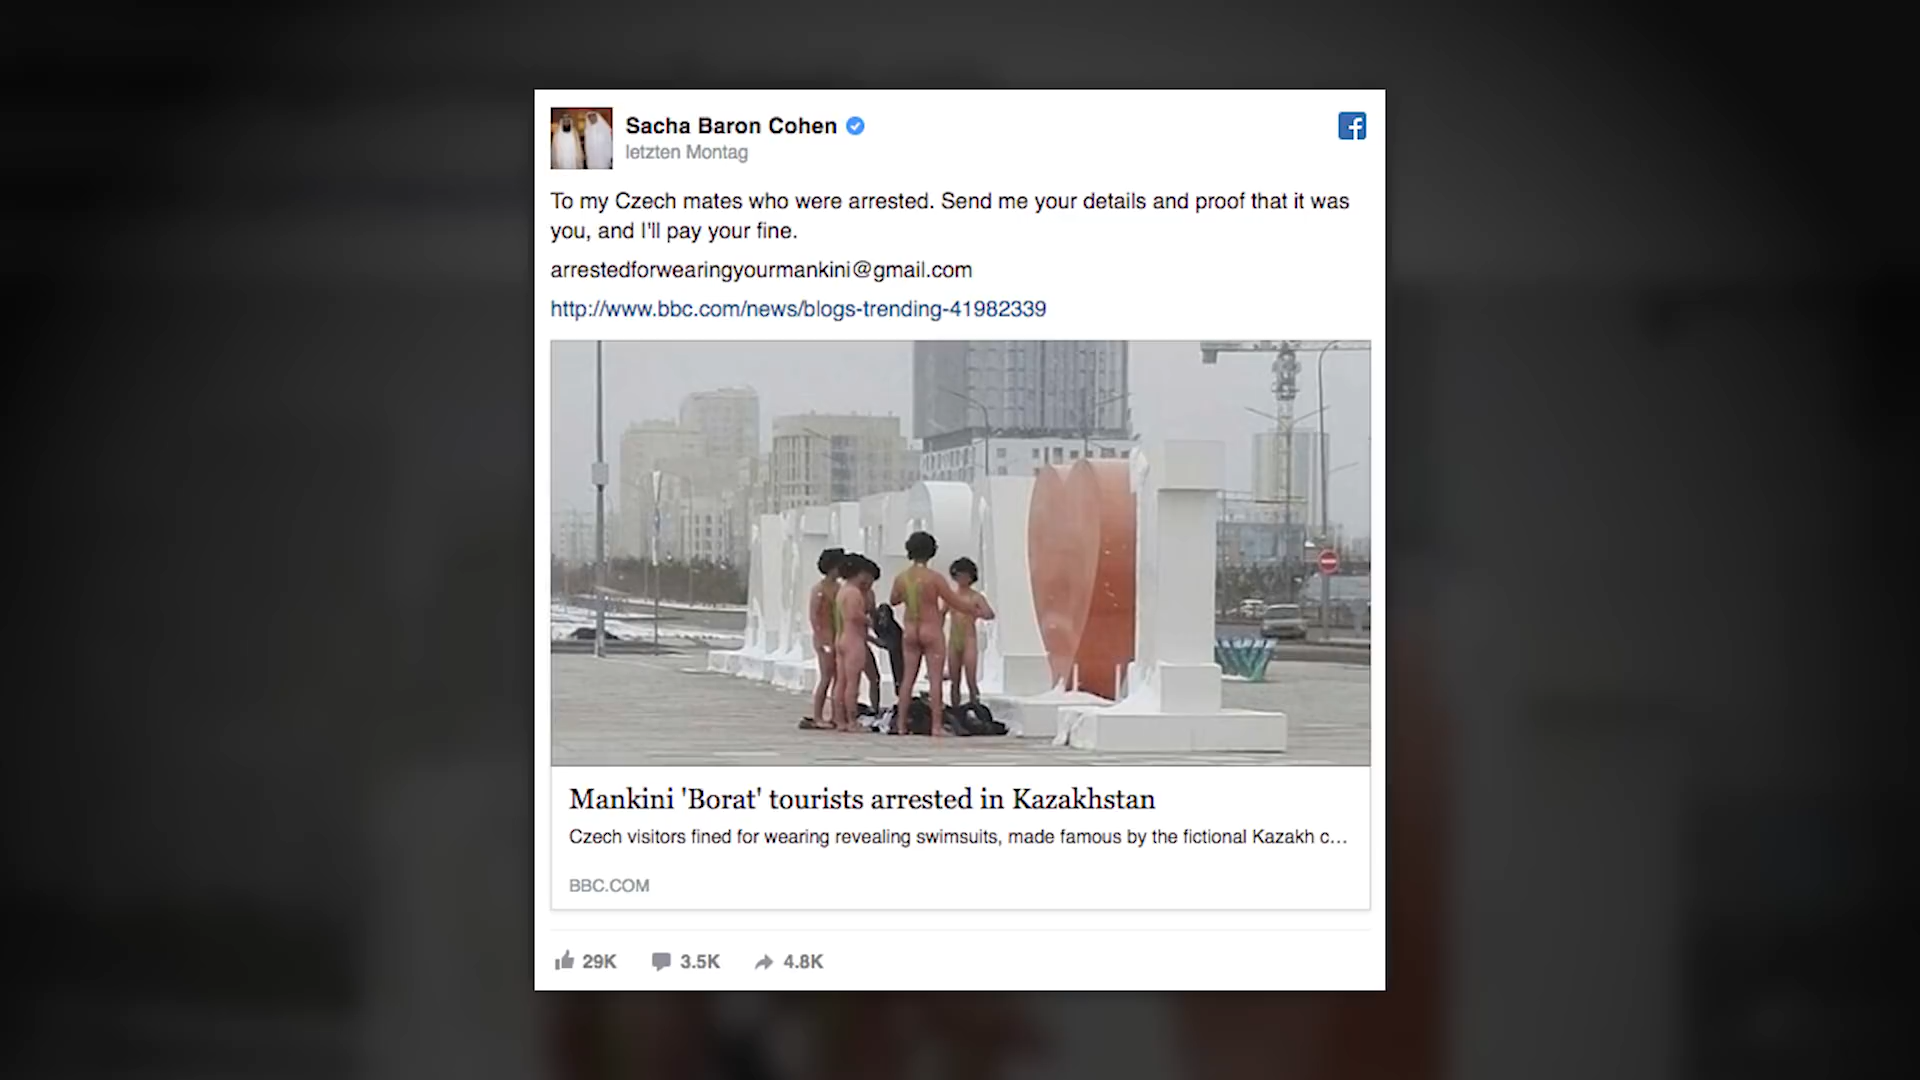 Sacha Baron Cohen
letzten Montag
To my Czech mates who were arrested. Send me your details and proof that it was
you, and I'll pay your fine.
arrestedforwearingyourmankini@gmail.com
http://www.bbc.com/news/blogs-trending-41982339
Mankini 'Borat' tourists arrested in Kazakhstan
Czech visitors fined for wearing revealing swimsuits, made famous by the fictional Kazakh c...
BBC.COM
29K 3.5K 4.8K